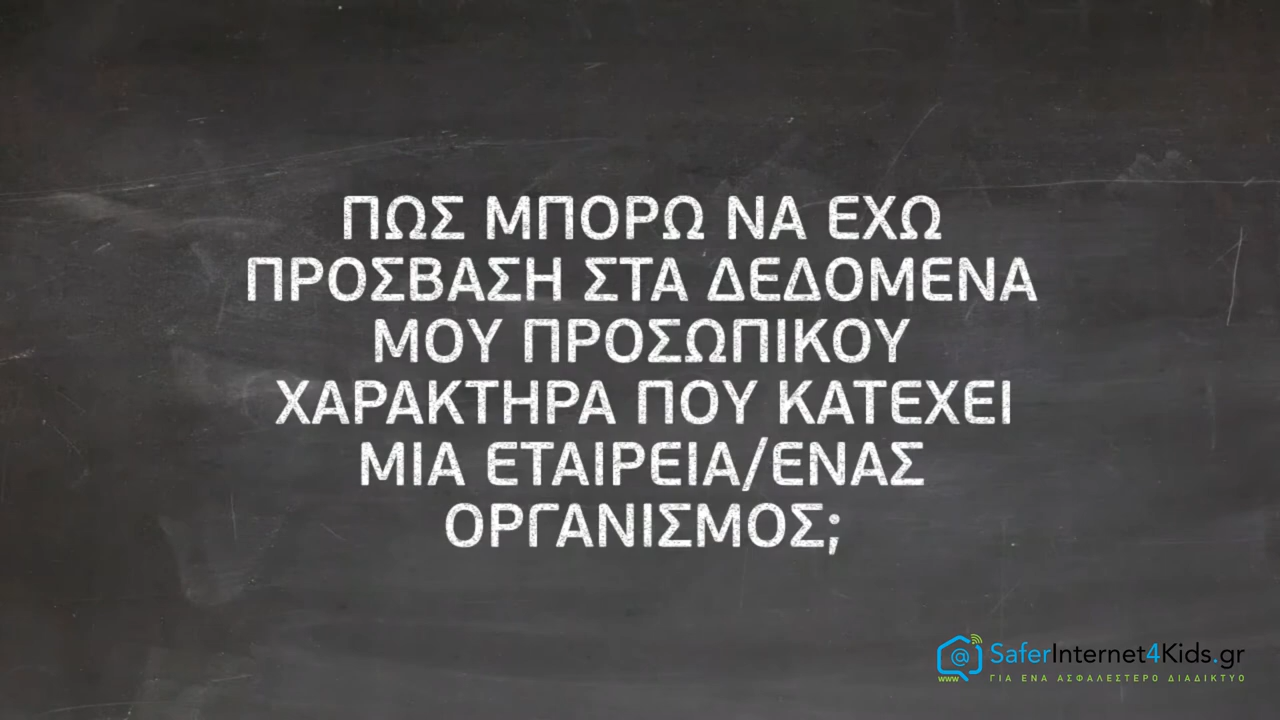 ΠΩΣ ΜΠΟΡΩ ΝΑ ΕΧΩ
ΠΡΟΣΒΑΣΗ ΣΤΑ ΔΕΔΟΜΕΝΑ
ΜΟΥ ΠΡΟΣΩΠΙΚΟΥ
ΧΑΡΑΚΤΗΡΑ ΠΟΥ ΚΑΤΕΧΕΙ
ΜΙΑ ΕΤΑΙΡΕΙΑ/ΕΝΑΣ
ΟΡΓΑΝΙΣΜΟΣ;
@ SaferInternet4Kids.gr
www ΓΙΑ ΕΝΑ ΑΣΦΑΛΕΣΤΕΡΟ ΔΙΑΔΙΚΤΥΟ